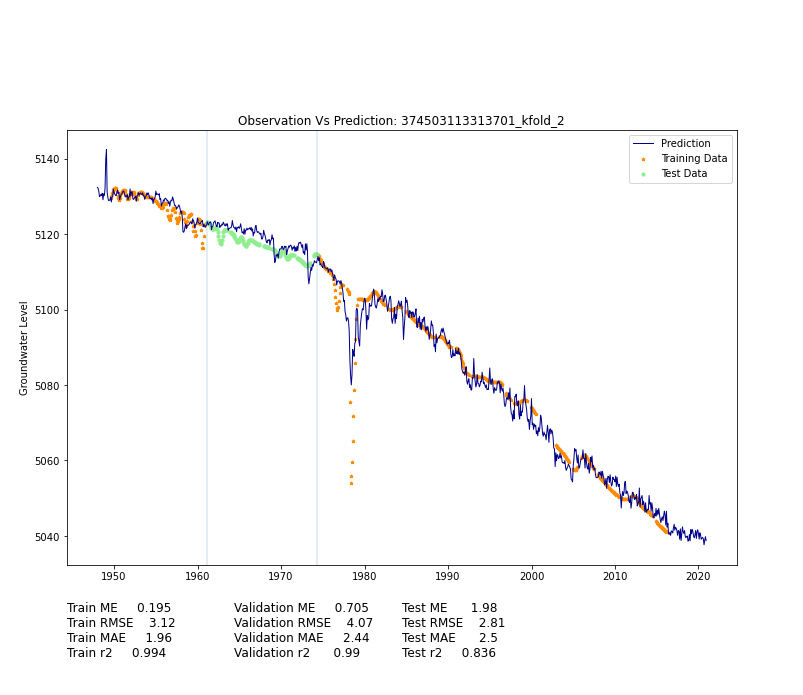 Observation Vs Prediction: 374503113313701_kfold_2
Prediction
Training Data
Test Data
Groundwater Level
5140
5120
5100
5080
5060
5040
1950 1960 1970 1980 1990 2000 2010 2020
Train ME 0.195 Validation ME 0.705 Test ME 1.98
Train RMSE 3.12 Validation RMSE 4.07 Test RMSE 2.81
Train MAE 1.96 Validation MAE 2.44 Test MAE 2.5
Train r2 0.994 Validation r2 0.99 Test r2 0.836